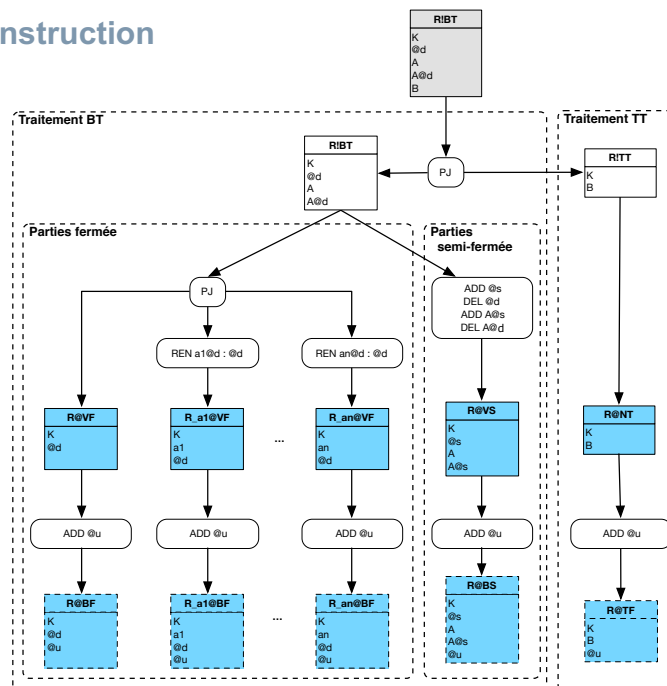 nstruction
R!BT
K
@d
A
A@d
B
Traitement BT
Traitement TT
R!BT
K
@d
A
A@d
PJ
R!TT
K
B
Parties fermée
Parties
semi-fermée
PJ
ADD @s
DEL @d
ADD A@s
DEL A@d
REN a1@d : @d
REN an@d : @d
R@VF
K
@d
R_a1@VF
K
a1
@d
...
R_an@VF
K
an
@d
R@VS
K
@s
A
A@s
R@NT
K
B
ADD @u
ADD @u
ADD @u
ADD @u
ADD @u
R@BF
K
@d
@u
R_a1@BF
K
a1
@d
@u
...
R_an@BF
K
an
@d
@u
R@BS
K
@s
A
A@s
@u
R@TF
K
B
@u